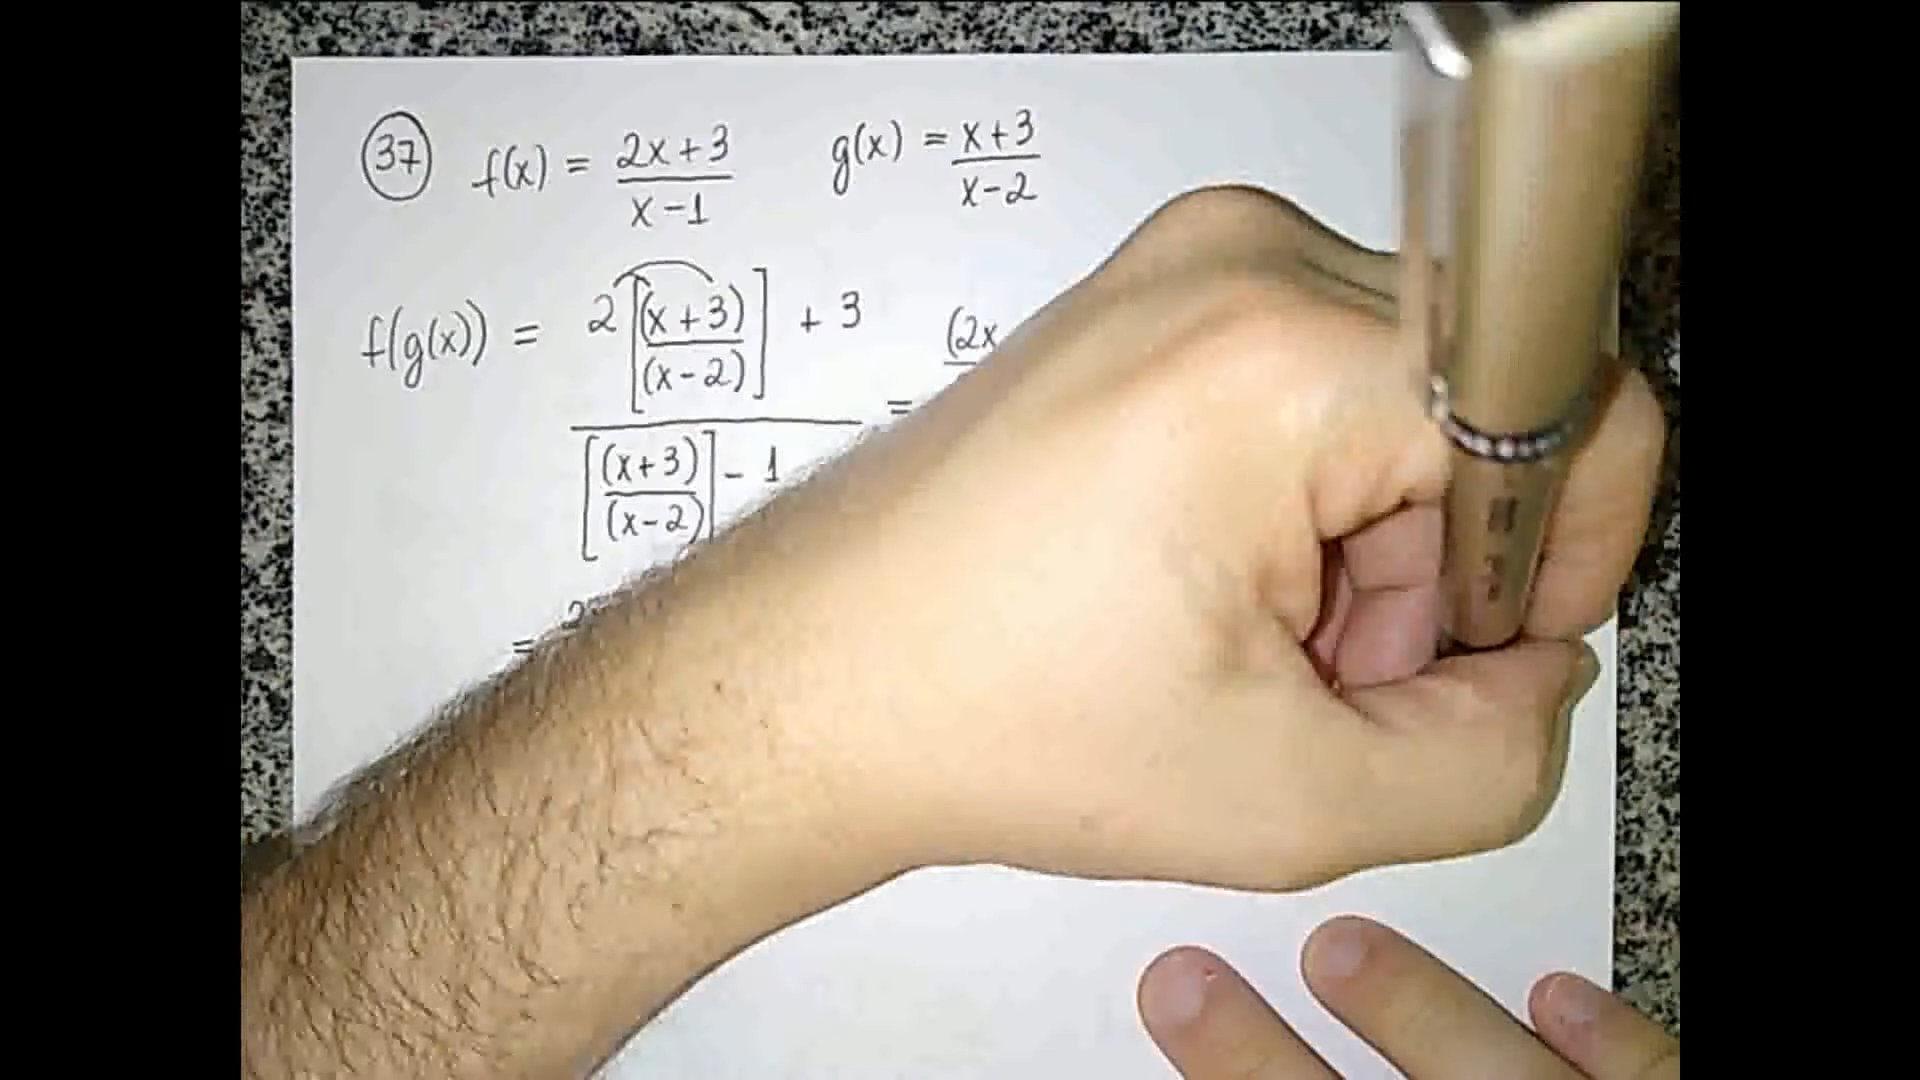 37 f(x) = (2x+3)/(x-1) g(x) = (x+3)/(x-2)
f(g(x)) = (2[(x+3)/(x-2)] + 3)/([(x+3)/(x-2)] - 1) = (2x
=